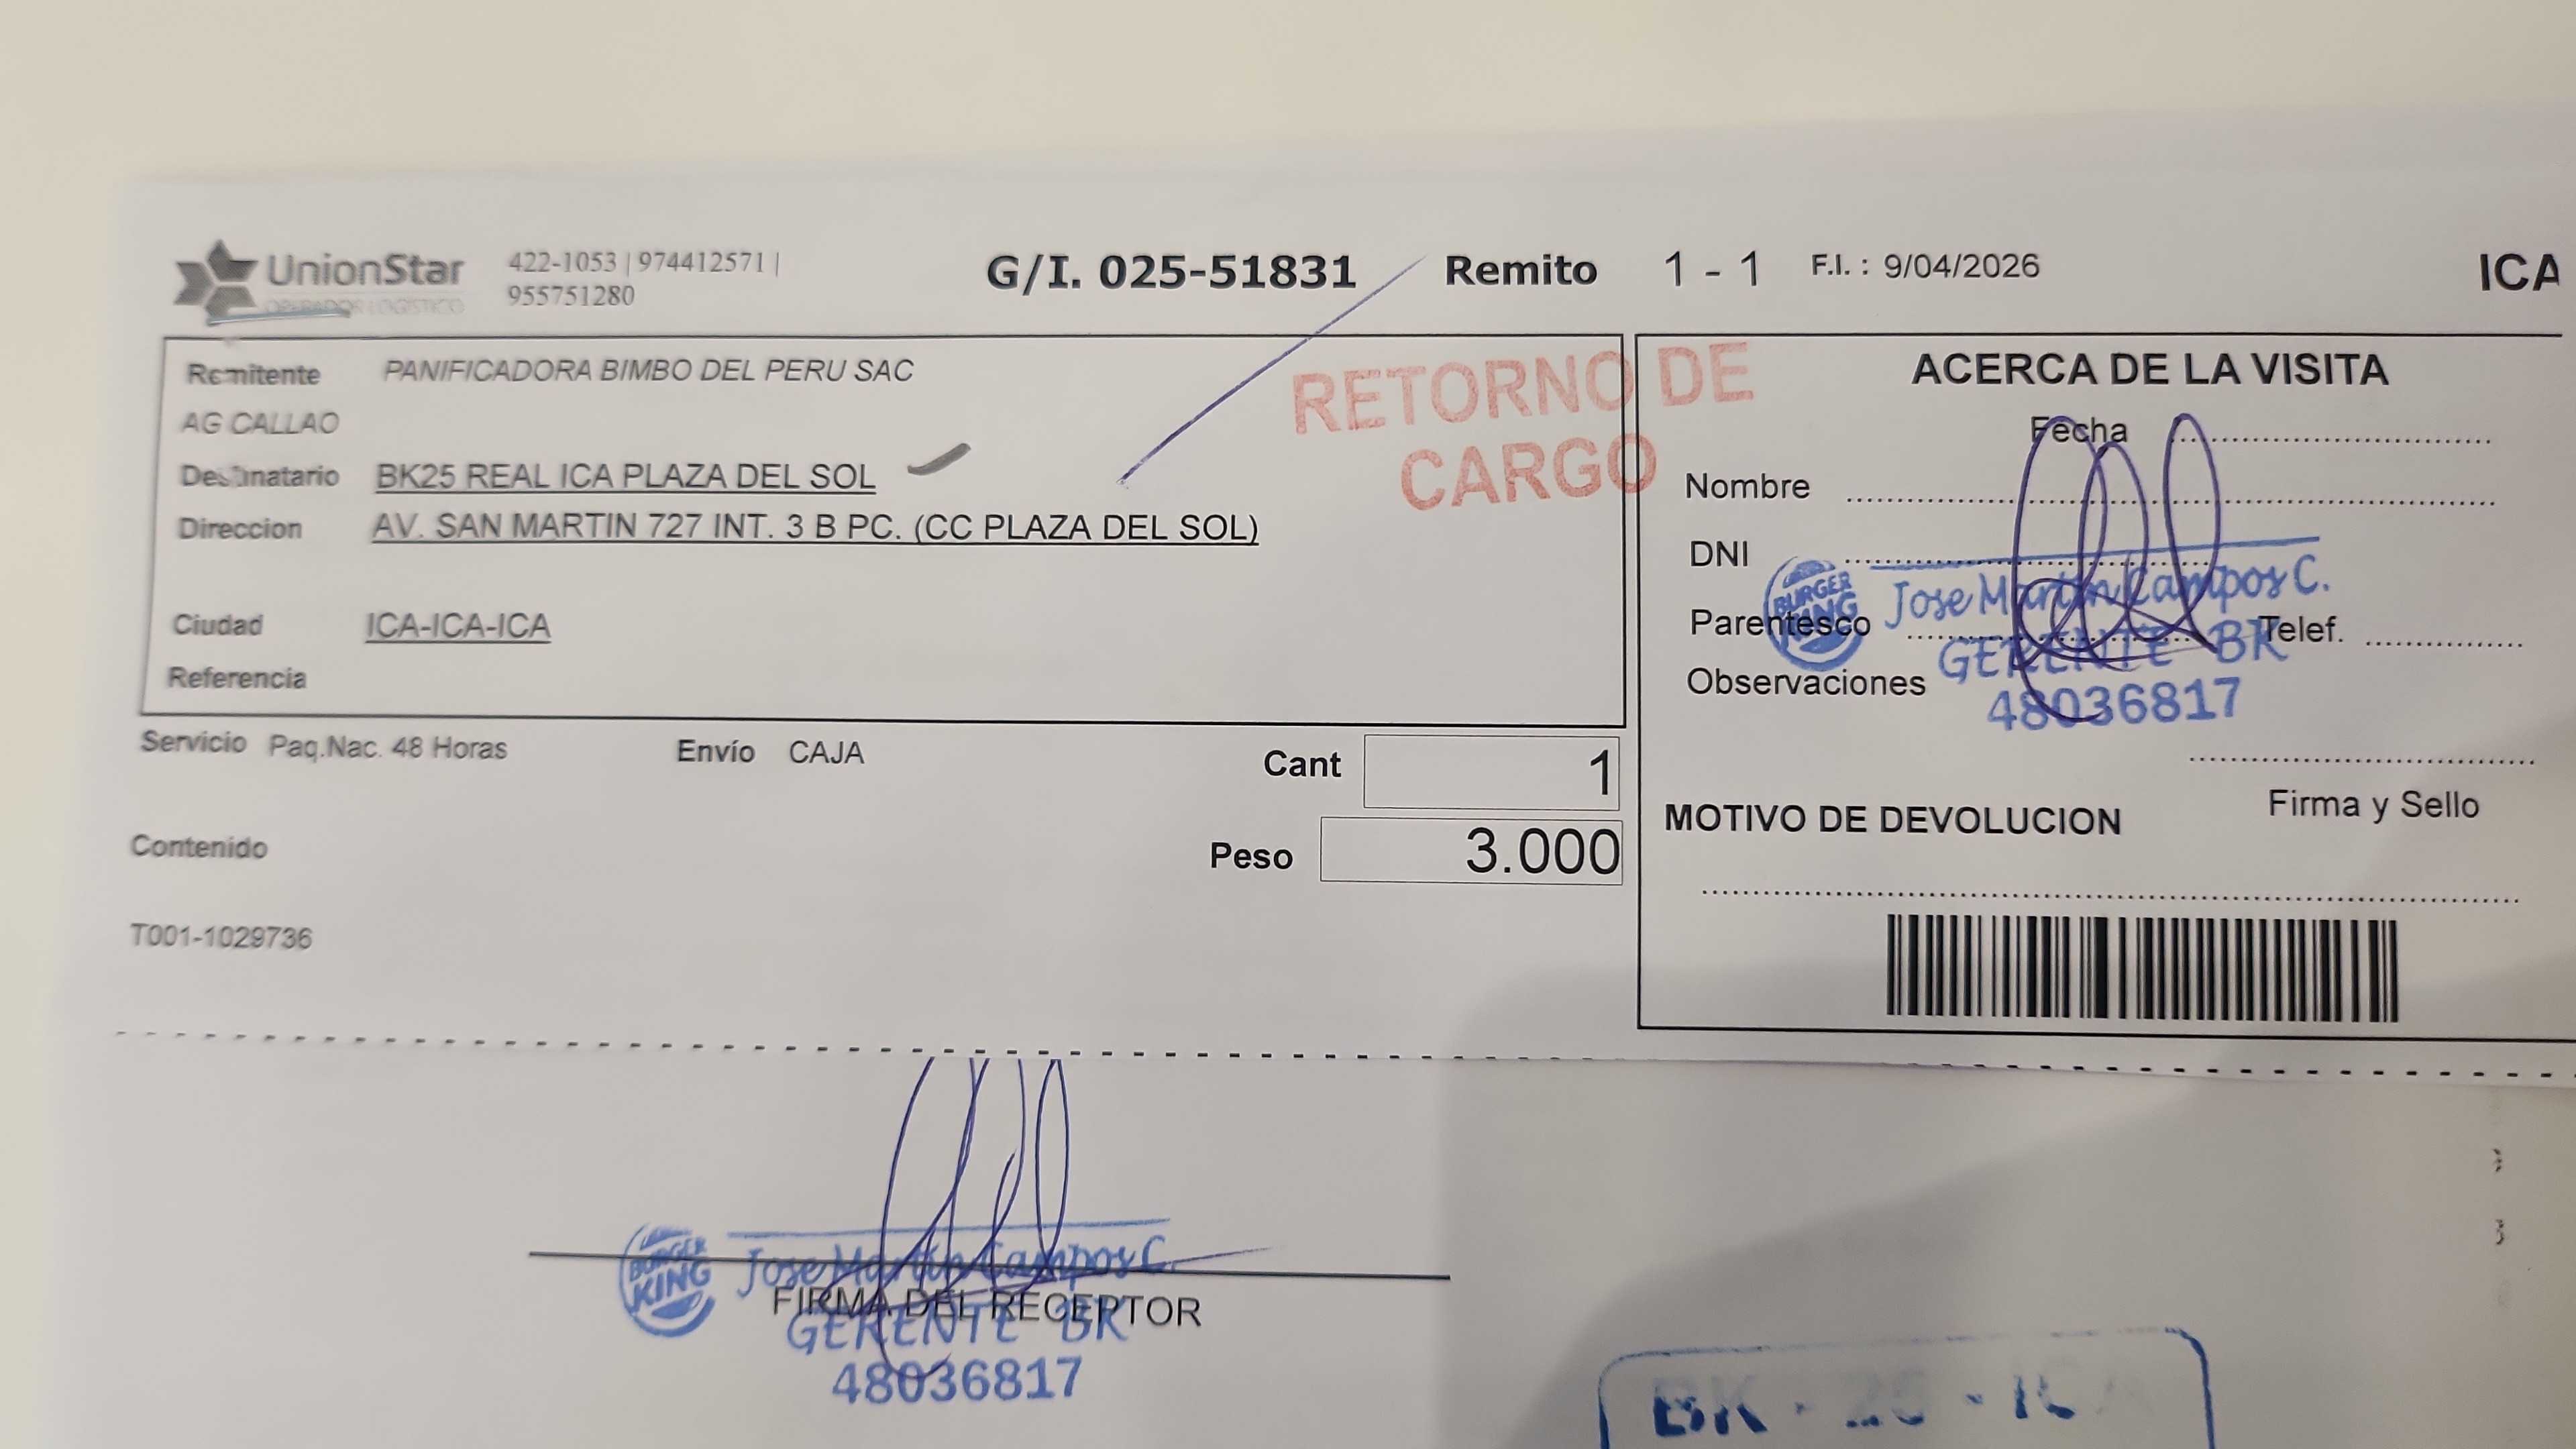 UnionStar
OPERADOR LOGÍSTICO
422-1053 | 974412571 |
955751280
G/I. 025-51831 Remito 1 - 1 F.I. : 9/04/2026 ICA
Remitente PANIFICADORA BIMBO DEL PERU SAC
AG CALLAO
Destinatario BK25 REAL ICA PLAZA DEL SOL
Direccion AV. SAN MARTIN 727 INT. 3 B PC. (CC PLAZA DEL SOL)
Ciudad ICA-ICA-ICA
Referencia
RETORNO DE
CARGO
Servicio Paq.Nac. 48 Horas Envío CAJA Cant 1
Peso 3.000
Contenido
T001-1029736
ACERCA DE LA VISITA
Fecha
Nombre
DNI
Parentesco Telef.
Observaciones
BURGER
KING
Jose Martin Campos C.
GERENTE BK
48036817
Firma y Sello
MOTIVO DE DEVOLUCION
BURGER
KING
Jose Martin Campos C.
FIRMA DEL RECEPTOR
GERENTE BK
48036817
BK - 25 - ICA